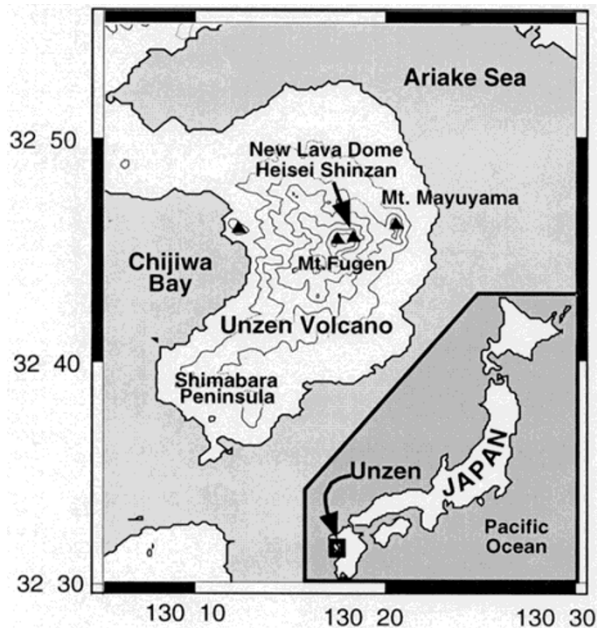 Ariake Sea
32 50
New Lava Dome
Heisei Shinzan
Mt. Mayuyama
Mt.Fugen
Chijiwa
Bay
Unzen Volcano
32 40
Shimabara
Peninsula
Unzen
JAPAN
Pacific
Ocean
32 30
130 10
130 20
130 30